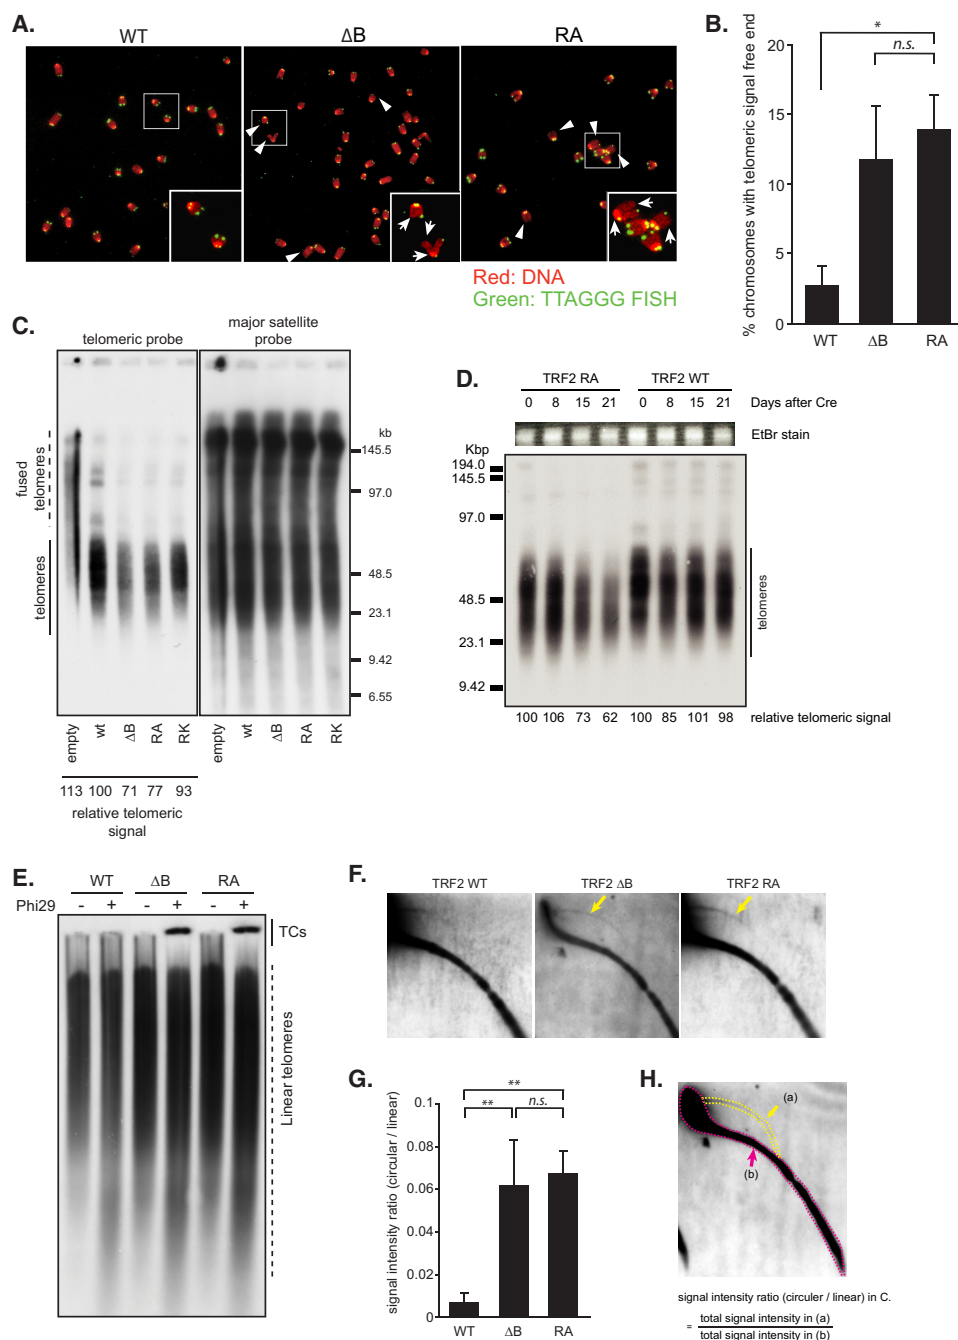 A.
WT
ΔB
RA
Red: DNA
Green: TTAGGG FISH
B.
% chromosomes with telomeric signal free end
*
n.s.
20
15
10
5
0
WT
ΔB
RA
C.
telomeric probe
major satellite
probe
fused
telomeres
telomeres
kb
145.5
97.0
48.5
23.1
9.42
6.55
empty
wt
ΔB
RA
RK
empty
wt
ΔB
RA
RK
113 100 71 77 93
relative telomeric
signal
D.
TRF2 RA
TRF2 WT
0 8 15 21 0 8 15 21
Days after Cre
EtBr stain
Kbp
194.0
145.5
97.0
48.5
23.1
9.42
telomeres
100 106 73 62 100 85 101 98
relative telomeric signal
E.
WT
ΔB
RA
Phi29 - + - + - +
TCs
Linear telomeres
F.
TRF2 WT
TRF2 ΔB
TRF2 RA
G.
signal intensity ratio (circular / linear)
**
**
n.s.
0.1
0.08
0.06
0.04
0.02
0
WT
ΔB
RA
H.
(a)
(b)
signal intensity ratio (circuler / linear) in C.
= total signal intensity in (a)
total signal intensity in (b)